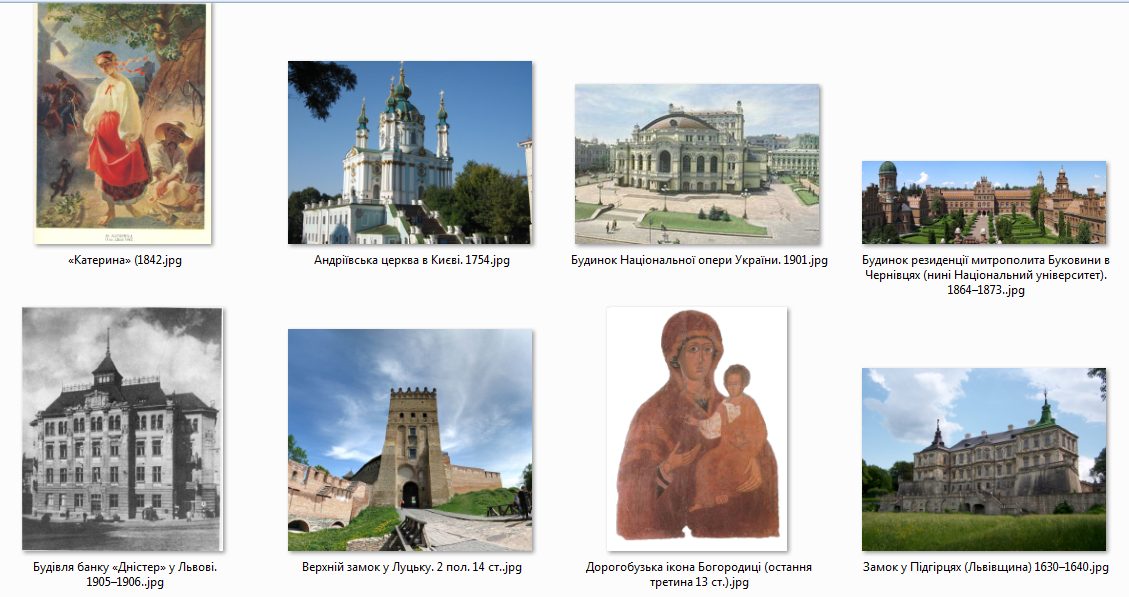 «Катерина» (1842.jpg
Андріївська церква в Києві. 1754.jpg
Будинок Національної опери України. 1901.jpg
Будинок резиденції митрополита Буковини в
Чернівцях (нині Національний університет).
1864–1873..jpg
Будівля банку «Дністер» у Львові.
1905–1906..jpg
Верхній замок у Луцьку. 2 пол. 14 ст..jpg
Дорогобузька ікона Богородиці (остання
третина 13 ст.).jpg
Замок у Підгірцях (Львівщина) 1630–1640.jpg